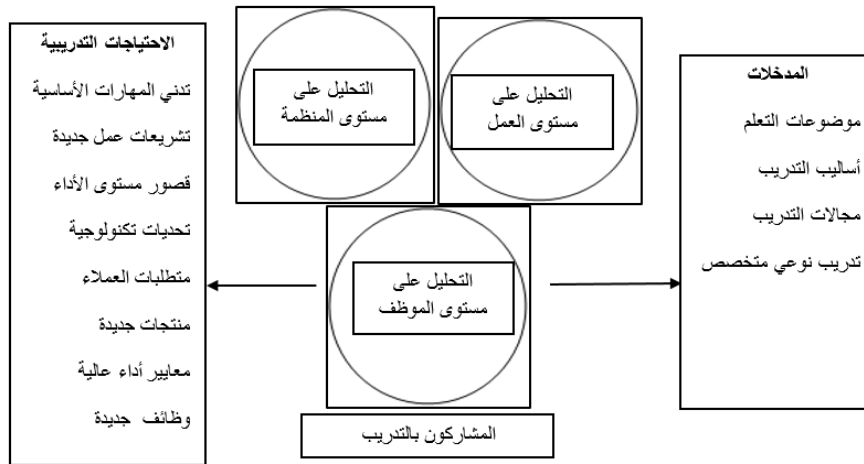 المدخلات
موضوعات التعلم
أساليب التدريب
مجالات التدريب
تدريب نوعي متخصص
التحليل على
مستوى العمل
التحليل على
مستوى المنظمة
التحليل على
مستوى الموظف
المشاركون بالتدريب
الاحتياجات التدريبية
تدني المهارات الأساسية
تشريعات عمل جديدة
قصور مستوى الأداء
تحديات تكنولوجية
متطلبات العملاء
منتجات جديدة
معايير أداء عالية
وظائف جديدة